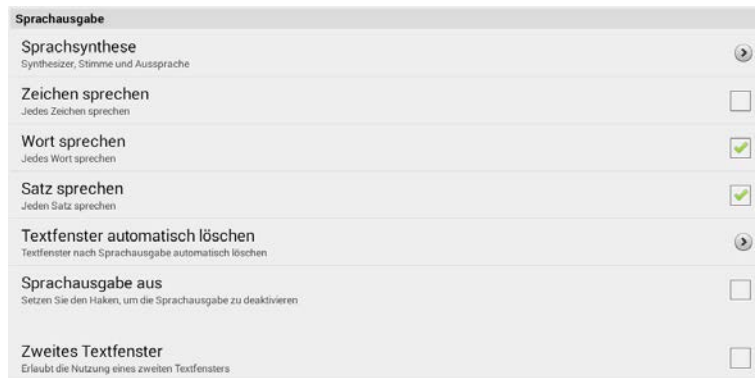 Sprachausgabe
Sprachsynthese
Synthesizer, Stimme und Aussprache
Zeichen sprechen
Jedes Zeichen sprechen
Wort sprechen
Jedes Wort sprechen
Satz sprechen
Jeden Satz sprechen
Textfenster automatisch löschen
Textfenster nach Sprachausgabe automatisch löschen
Sprachausgabe aus
Setzen Sie den Haken, um die Sprachausgabe zu deaktivieren
Zweites Textfenster
Erlaubt die Nutzung eines zweiten Textfensters